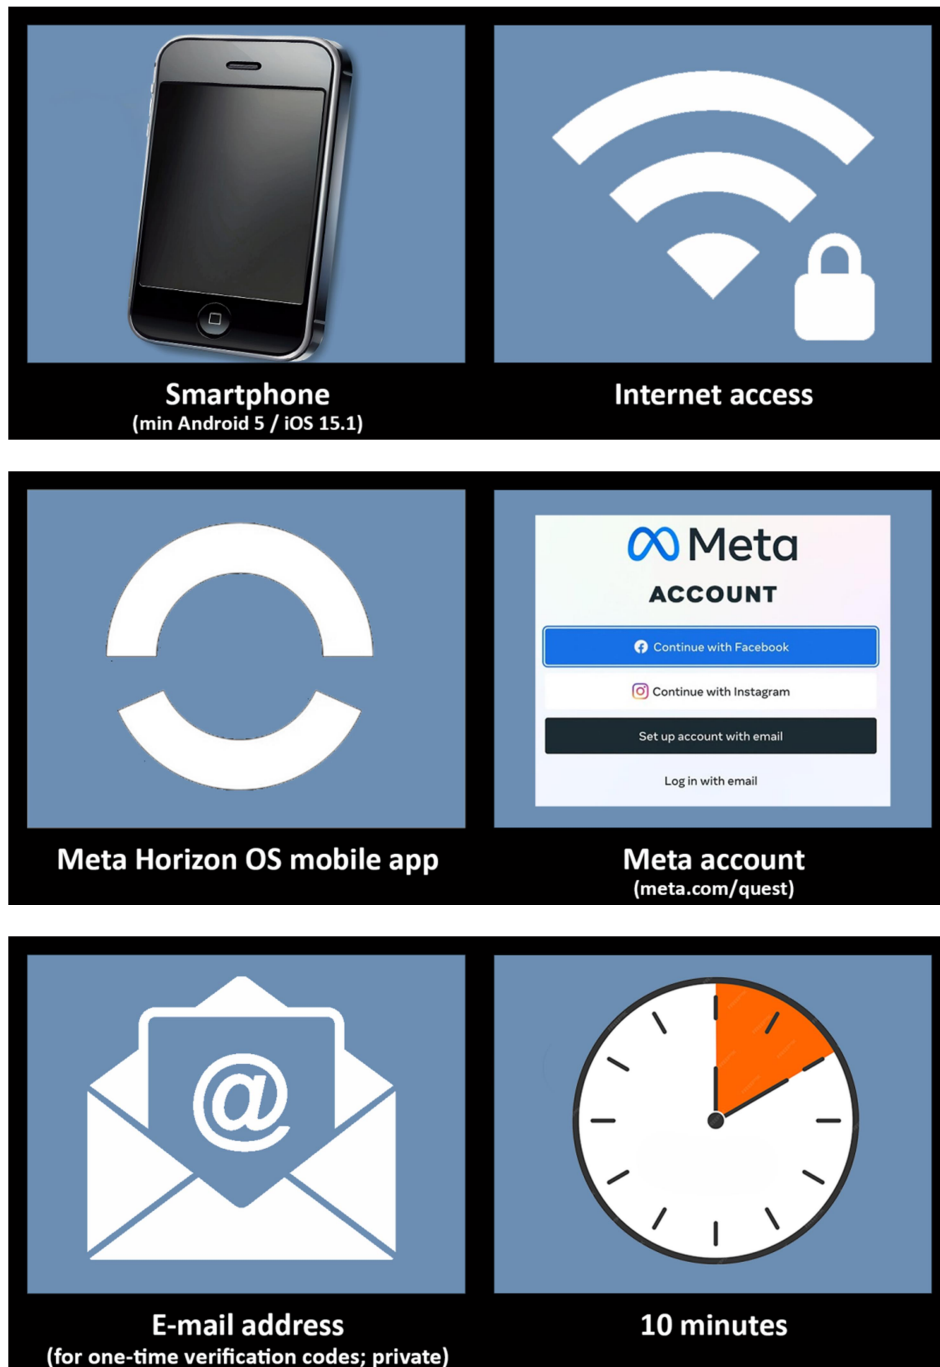 Smartphone
(min Android 5 / iOS 15.1)
Internet access
Meta Horizon OS mobile app
Meta
ACCOUNT
Continue with Facebook
Continue with Instagram
Set up account with email
Log in with email
Meta account
(meta.com/quest)
@
E-mail address
(for one-time verification codes; private)
10 minutes